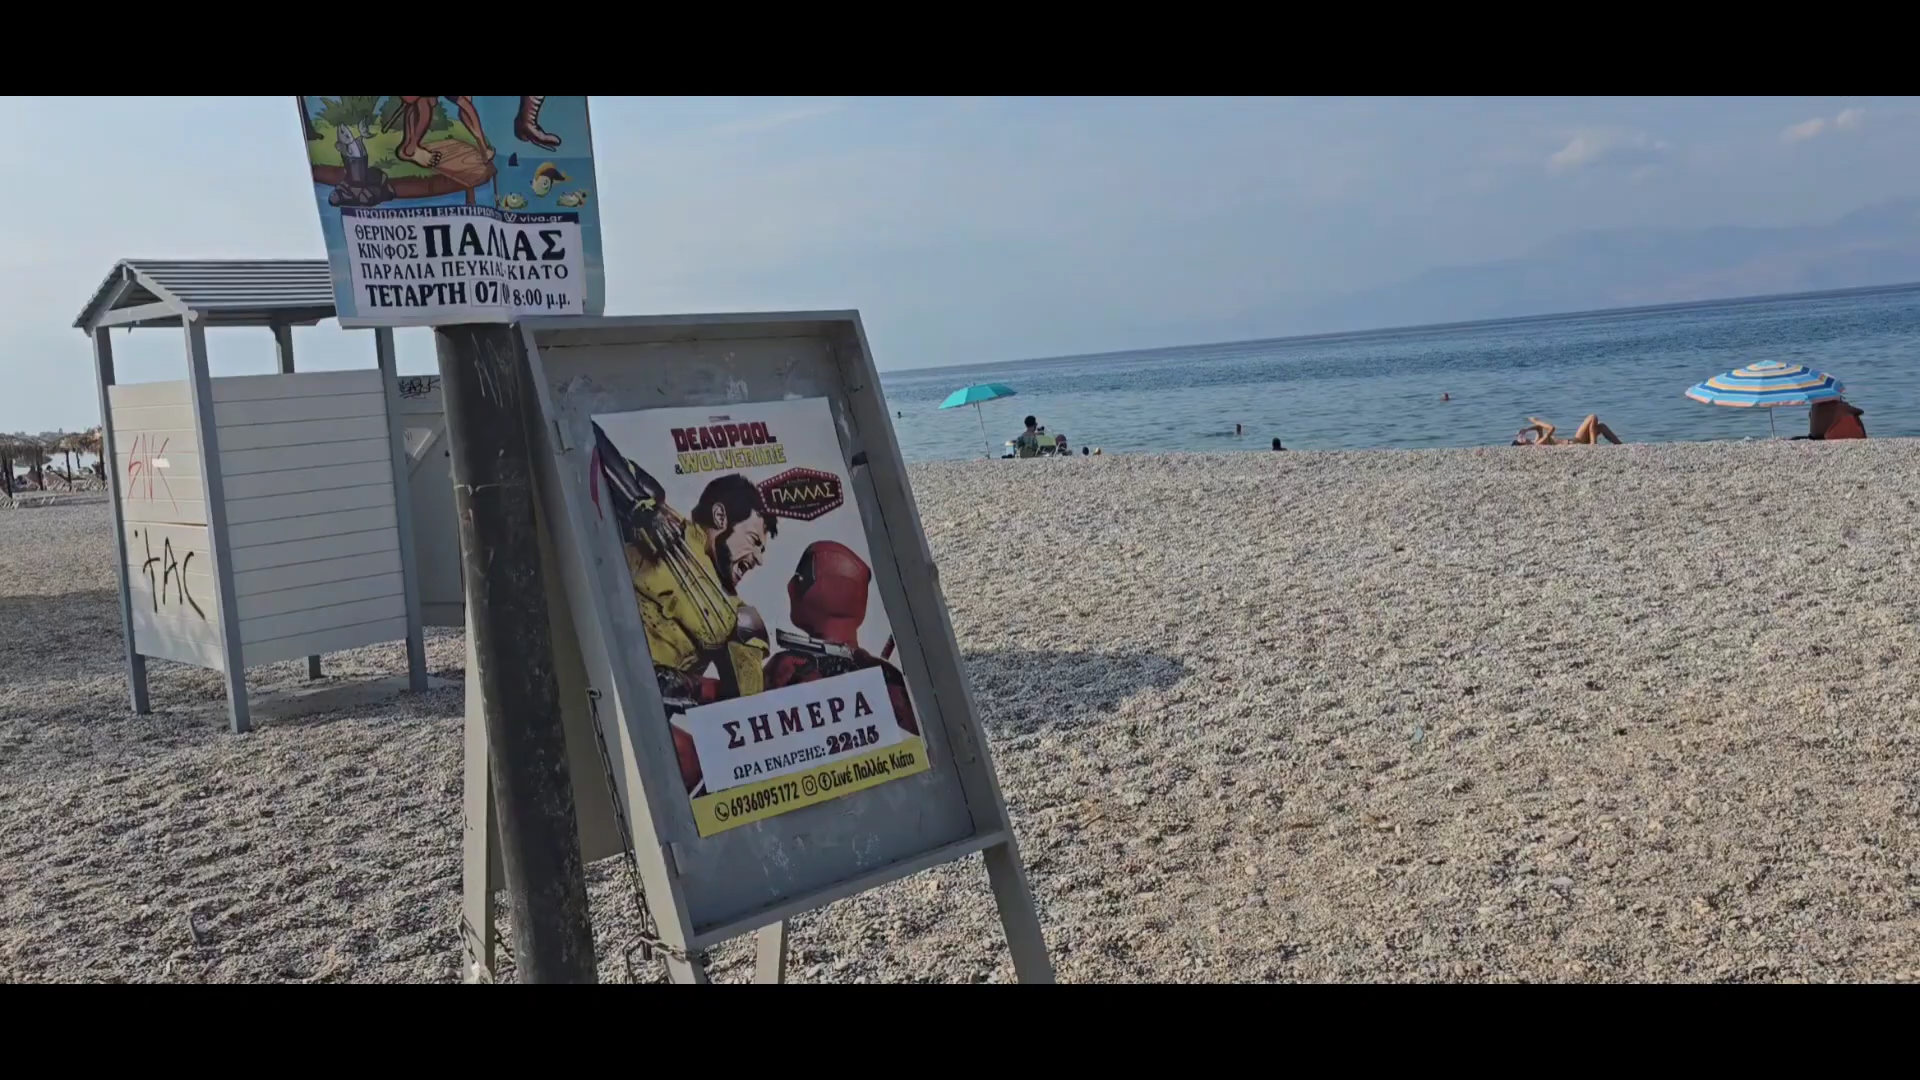 ΠΡΟΠΩΛΗΣΗ ΕΙΣΙΤΗΡΙΩΝ viva.gr
ΘΕΡΙΝΟΣ
ΚΙΝ/ΦΟΣ ΠΑΛΛΑΣ
ΠΑΡΑΛΙΑ ΠΕΥΚΙΑΣ-ΚΙΑΤΟ
ΤΕΤΑΡΤΗ 07/0 8:00 μ.μ.
DEADPOOL
& WOLVERINE
ΠΑΛΛΑΣ
ΣΗΜΕΡΑ
ΩΡΑ ΕΝΑΡΞΗΣ: 22:15
6936095172 Σινέ Παλλάς Κιάτο